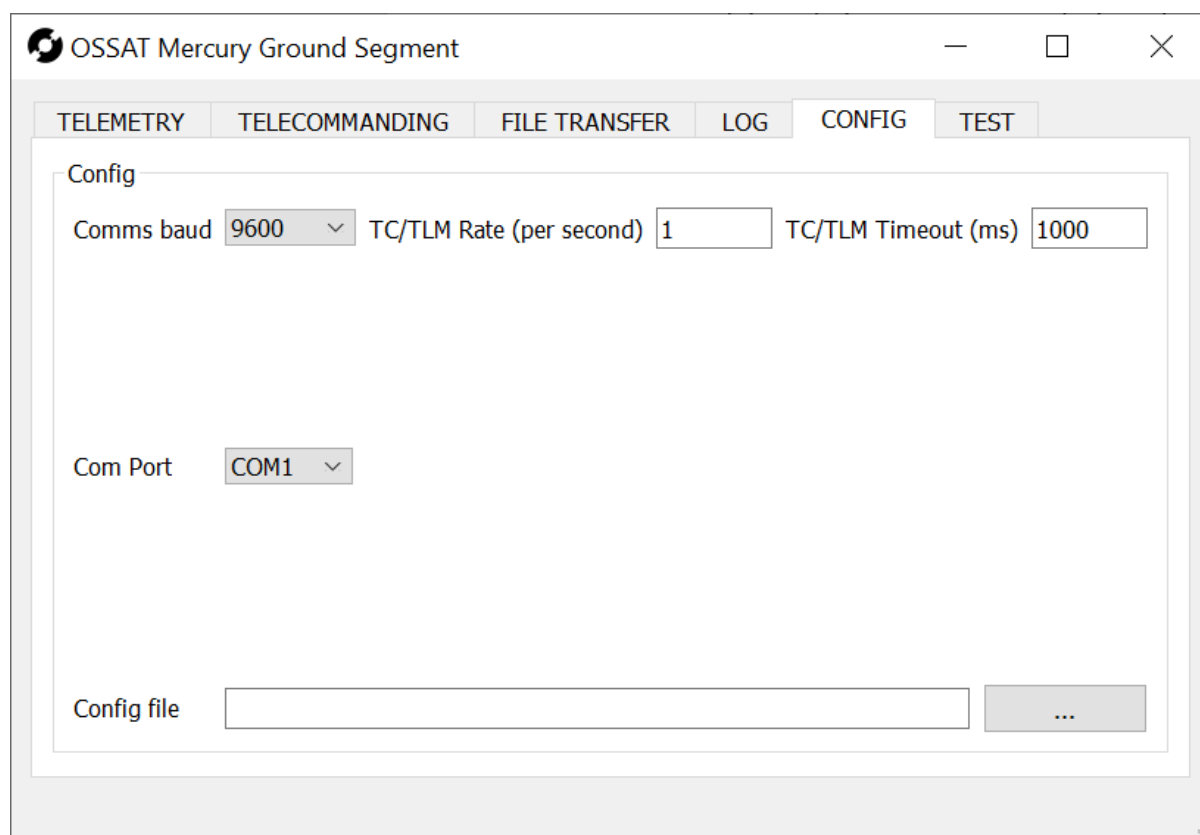 OSSAT Mercury Ground Segment
TELEMETRY TELECOMMANDING FILE TRANSFER LOG CONFIG TEST
Config
Comms baud 9600 TC/TLM Rate (per second) 1 TC/TLM Timeout (ms) 1000
Com Port COM1
Config file ...